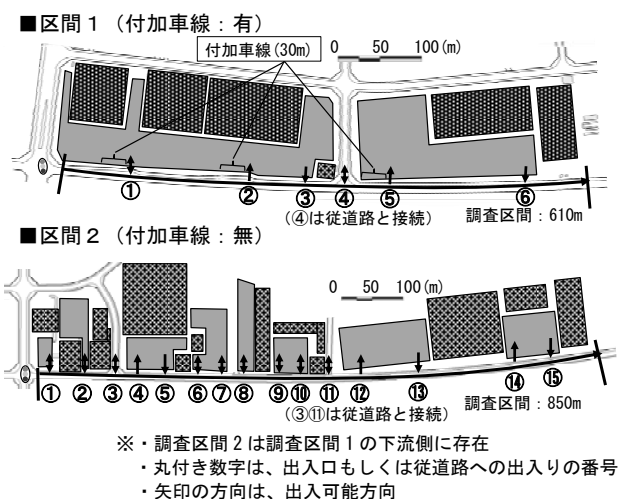 ■区間1（付加車線：有）
付加車線(30m)
0 50 100(m)
① ② ③ ④ ⑤ ⑥
（④は従道路と接続） 調査区間：610m
■区間2（付加車線：無）
0 50 100(m)
① ② ③ ④ ⑤ ⑥ ⑦ ⑧ ⑨ ⑩ ⑪ ⑫ ⑬ ⑭ ⑮
（③⑪は従道路と接続） 調査区間：850m
※・調査区間2は調査区間1の下流側に存在
・丸付き数字は、出入口もしくは従道路への出入りの番号
・矢印の方向は、出入可能方向